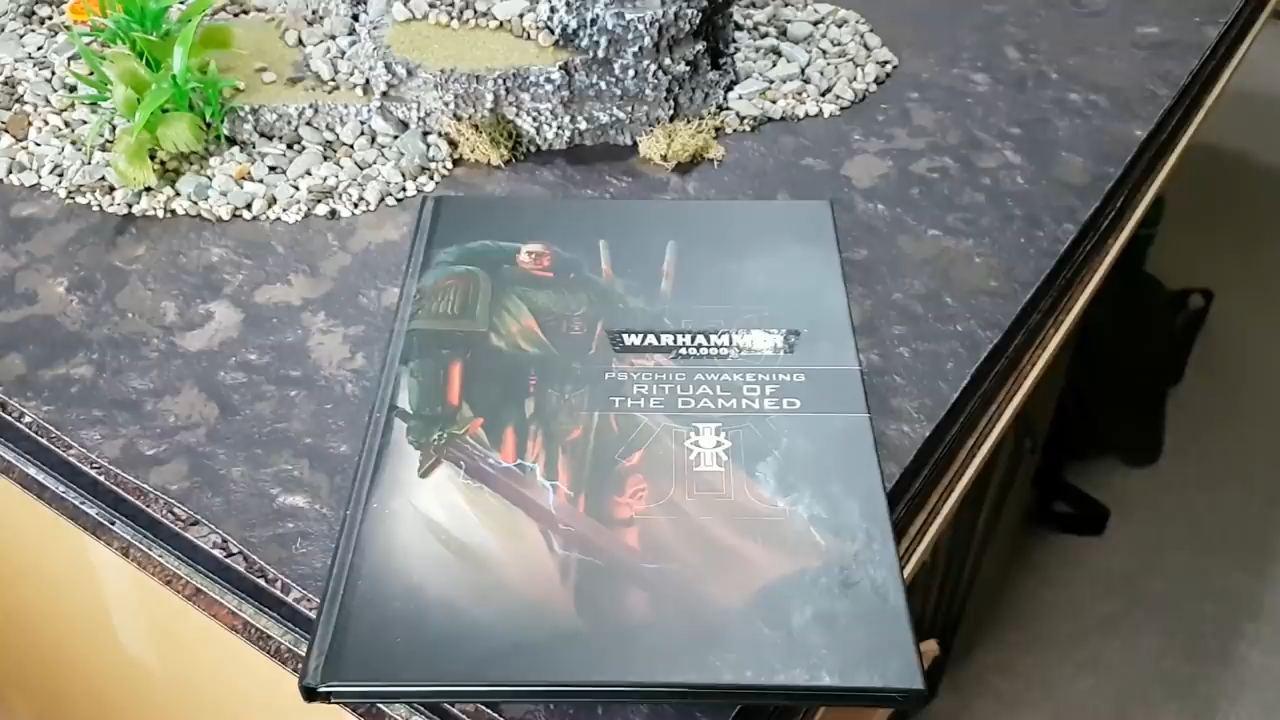 WARHAMMER
40,000
PSYCHIC AWAKENING
RITUAL OF
THE DAMNED